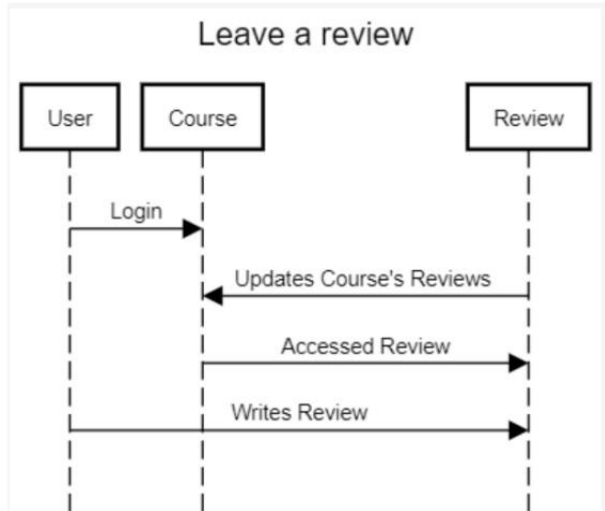 Leave a review
User
Course
Review
Login
Updates Course's Reviews
Accessed Review
Writes Review